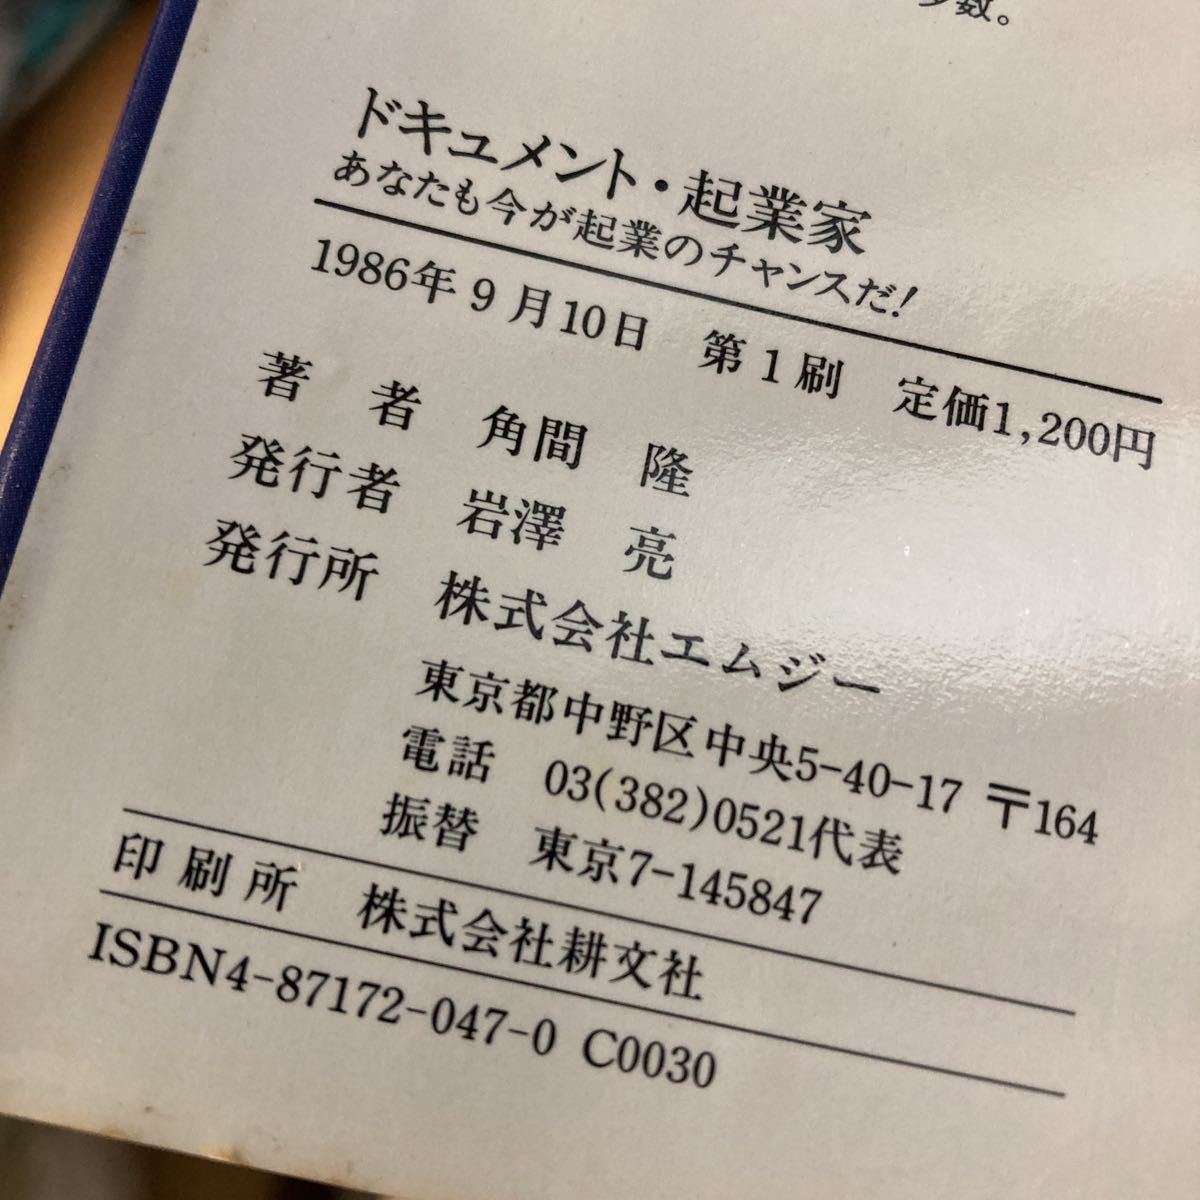 数。
ドキュメント・起業家
あなたも今が起業のチャンスだ!
1986年9月10日 第1刷 定価1,200円
著者 角間 隆
発行者 岩澤 亮
発行所 株式会社エムジー
東京都中野区中央5-40-17 〒164
電話 03(382)0521代表
振替 東京7-145847
印刷所 株式会社耕文社
ISBN4-87172-047-0 C0030